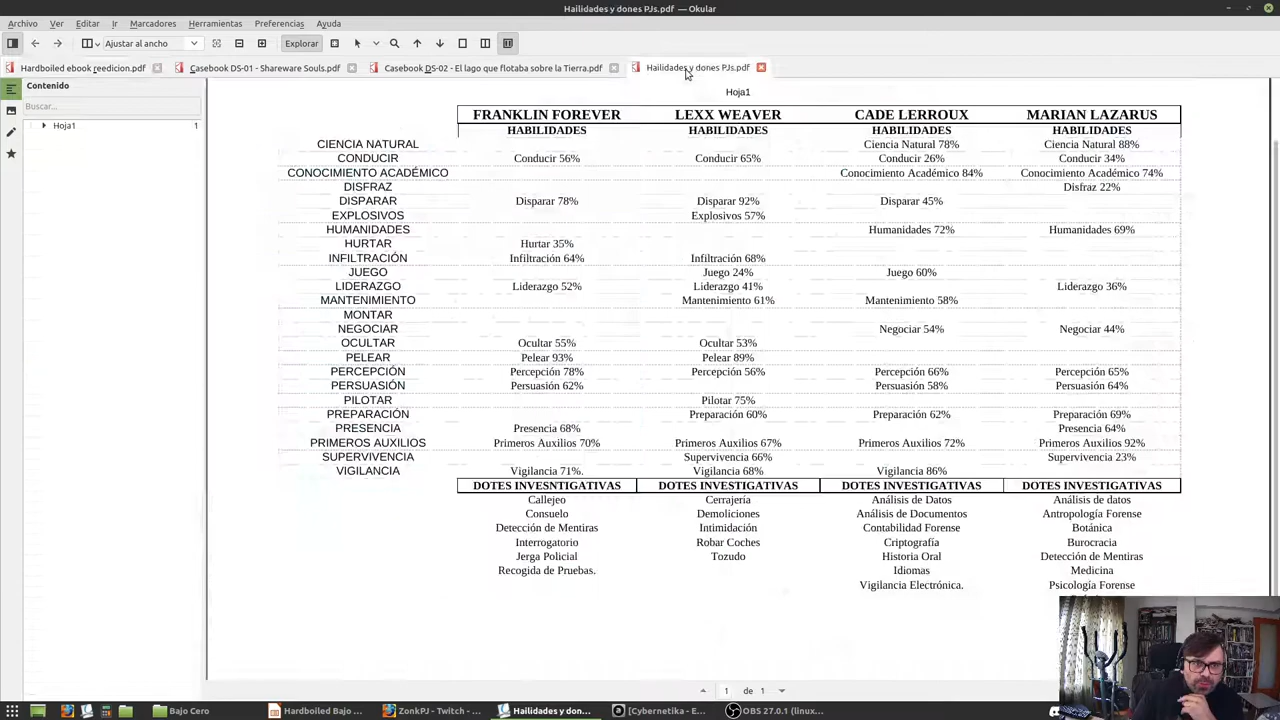 Hailidades y dones PJs.pdf — Okular
Archivo Ver Editar Ir Marcadores Herramientas Preferencias Ayuda
Ajustar al ancho Explorar
Hardboiled ebook reedicion.pdf Casebook DS-01 - Shareware Souls.pdf Casebook DS-02 - El lago que flotaba sobre la Tierra.pdf Hailidades y dones PJs.pdf
Contenido
Buscar...
Hoja1 1
Hoja1
FRANKLIN FOREVER LEXX WEAVER CADE LERROUX MARIAN LAZARUS
HABILIDADES HABILIDADES HABILIDADES HABILIDADES
CIENCIA NATURAL Ciencia Natural 78% Ciencia Natural 88%
CONDUCIR Conducir 56% Conducir 65% Conducir 26% Conducir 34%
CONOCIMIENTO ACADÉMICO Conocimiento Académico 84% Conocimiento Académico 74%
DISFRAZ Disfraz 22%
DISPARAR Disparar 78% Disparar 92% Disparar 45%
EXPLOSIVOS Explosivos 57%
HUMANIDADES Humanidades 72% Humanidades 69%
HURTAR Hurtar 35%
INFILTRACIÓN Infiltración 64% Infiltración 68%
JUEGO Juego 24% Juego 60%
LIDERAZGO Liderazgo 52% Liderazgo 41% Liderazgo 36%
MANTENIMIENTO Mantenimiento 61% Mantenimiento 58%
MONTAR
NEGOCIAR Negociar 54% Negociar 44%
OCULTAR Ocultar 55% Ocultar 53%
PELEAR Pelear 93% Pelear 89%
PERCEPCIÓN Percepción 78% Percepción 56% Percepción 66% Percepción 65%
PERSUASIÓN Persuasión 62% Persuasión 58% Persuasión 64%
PILOTAR Pilotar 75%
PREPARACIÓN Preparación 60% Preparación 62% Preparación 69%
PRESENCIA Presencia 68% Presencia 64%
PRIMEROS AUXILIOS Primeros Auxilios 70% Primeros Auxilios 67% Primeros Auxilios 72% Primeros Auxilios 92%
SUPERVIVENCIA Supervivencia 66% Supervivencia 23%
VIGILANCIA Vigilancia 71%. Vigilancia 68% Vigilancia 86%
DOTES INVESNTIGATIVAS DOTES INVESTIGATIVAS DOTES INVESTIGATIVAS DOTES INVESTIGATIVAS
Callejeo Cerrajería Análisis de Datos Análisis de datos
Consuelo Demoliciones Análisis de Documentos Antropología Forense
Detección de Mentiras Intimidación Contabilidad Forense Botánica
Interrogatorio Robar Coches Criptografía Burocracia
Jerga Policial Tozudo Historia Oral Detección de Mentiras
Recogida de Pruebas. Idiomas Medicina
Vigilancia Electrónica. Psicología Forense
1 de 1
Bajo Cero Hardboiled Bajo ... ZonkPJ - Twitch - ... Hailidades y don... [Cybernetika - E... OBS 27.0.1 (linux...